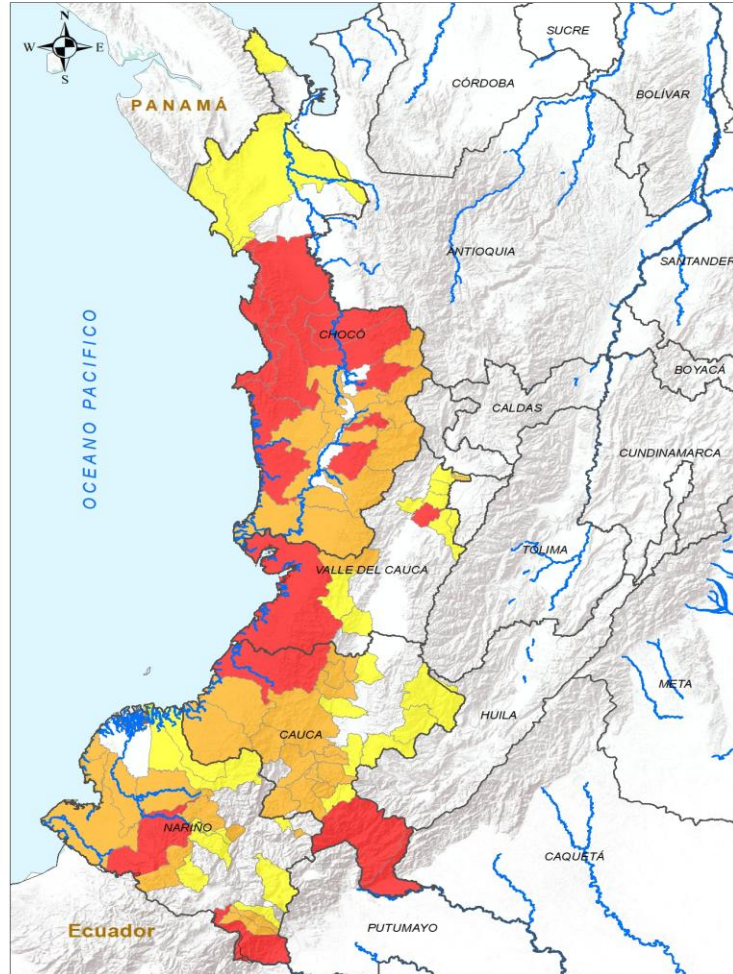 N
W E
S
SUCRE
CÓRDOBA
BOLÍVAR
PANAMÁ
ANTIOQUIA
SANTANDER
OCEANO PACIFICO
CHOCÓ
BOYACÁ
CALDAS
CUNDINAMARCA
TOLIMA
VALLE DEL CAUCA
META
HUILA
CAUCA
NARIÑO
CAQUETÁ
Ecuador
PUTUMAYO